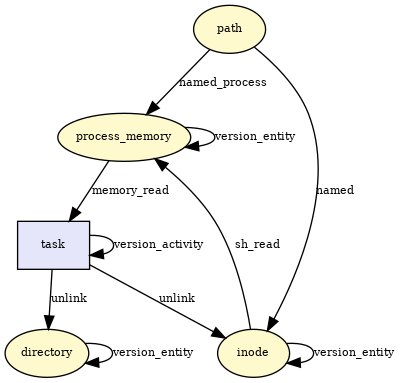 path
named_process
process_memory
version_entity
memory_read
named
task
version_activity
sh_read
unlink
unlink
directory
version_entity
inode
version_entity